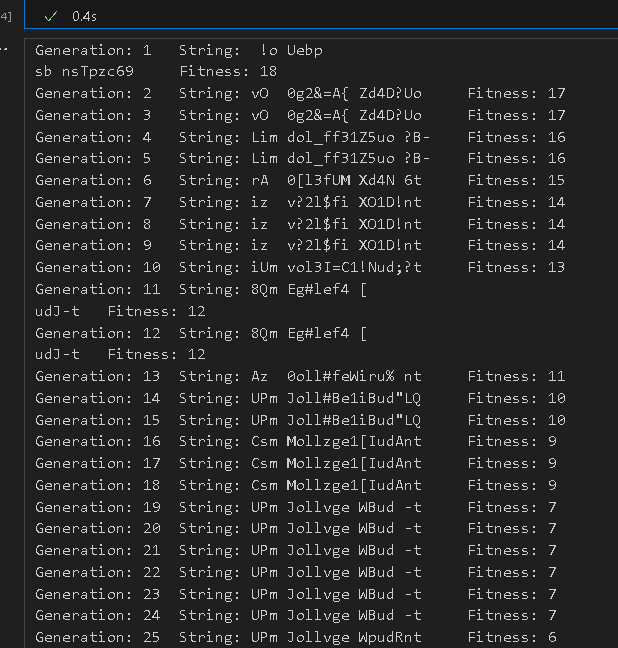 4]
0.4s
Generation: 1 String: !o Uebp
sb nsTpzc69 Fitness: 18
Generation: 2 String: vO 0g2&=A{ Zd4D?Uo Fitness: 17
Generation: 3 String: vO 0g2&=A{ Zd4D?Uo Fitness: 17
Generation: 4 String: Lim dol_ff31Z5uo ?B- Fitness: 16
Generation: 5 String: Lim dol_ff31Z5uo ?B- Fitness: 16
Generation: 6 String: rA 0[l3fUM Xd4N 6t Fitness: 15
Generation: 7 String: iz v?2l$fi XO1D!nt Fitness: 14
Generation: 8 String: iz v?2l$fi XO1D!nt Fitness: 14
Generation: 9 String: iz v?2l$fi XO1D!nt Fitness: 14
Generation: 10 String: iUm vol3I=C1!Nud;?t Fitness: 13
Generation: 11 String: 8Qm Eg#lef4 [
udJ-t Fitness: 12
Generation: 12 String: 8Qm Eg#lef4 [
udJ-t Fitness: 12
Generation: 13 String: Az 0oll#feWiru% nt Fitness: 11
Generation: 14 String: UPm Joll#Be1iBud"LQ Fitness: 10
Generation: 15 String: UPm Joll#Be1iBud"LQ Fitness: 10
Generation: 16 String: Csm Mollzge1[IudAnt Fitness: 9
Generation: 17 String: Csm Mollzge1[IudAnt Fitness: 9
Generation: 18 String: Csm Mollzge1[IudAnt Fitness: 9
Generation: 19 String: UPm Jollvge WBud -t Fitness: 7
Generation: 20 String: UPm Jollvge WBud -t Fitness: 7
Generation: 21 String: UPm Jollvge WBud -t Fitness: 7
Generation: 22 String: UPm Jollvge WBud -t Fitness: 7
Generation: 23 String: UPm Jollvge WBud -t Fitness: 7
Generation: 24 String: UPm Jollvge WBud -t Fitness: 7
Generation: 25 String: UPm Jollvge WpudRnt Fitness: 6